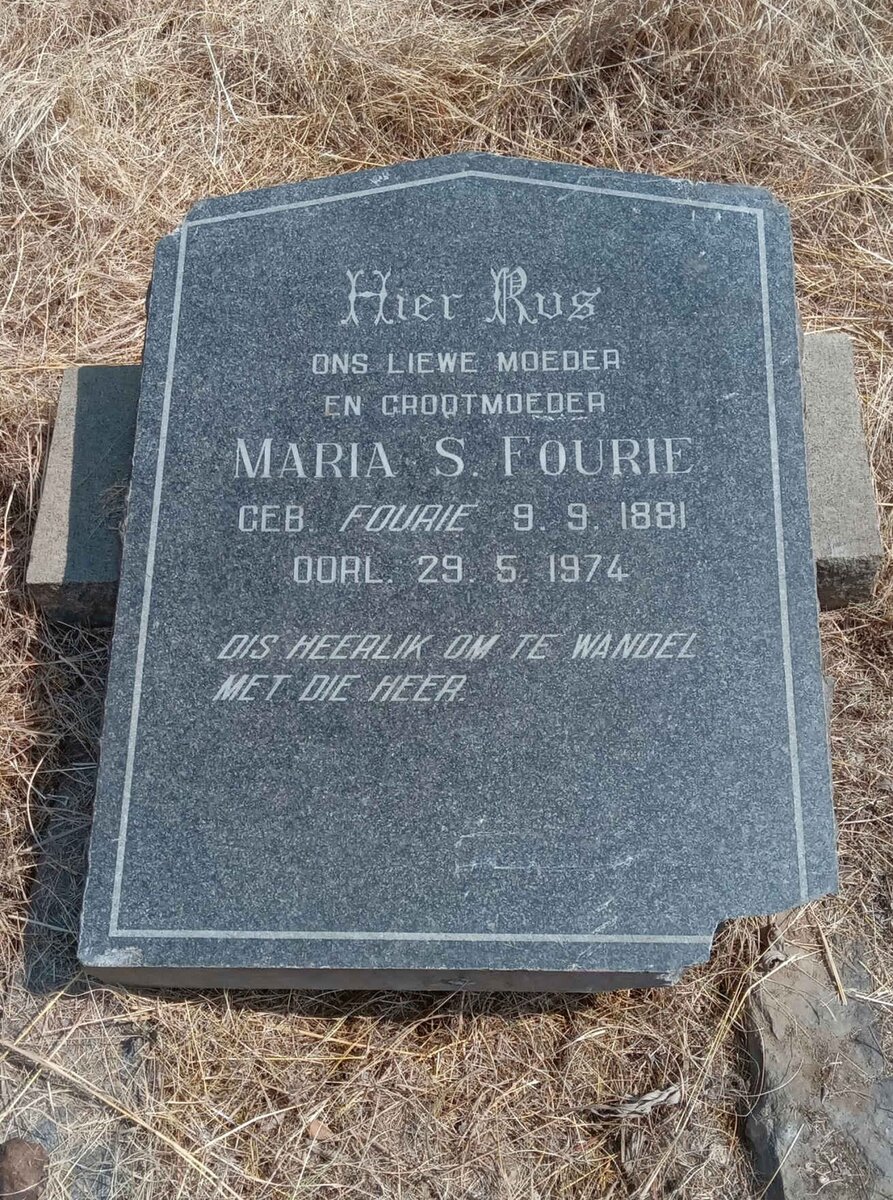 Hier Rus
ONS LIEWE MOEDER
EN GROOTMOEDER
MARIA S. FOURIE
GEB. FOURIE 9. 9. 1881
OORL. 29. 5. 1974
DIS HEERLIK OM TE WANDEL
MET DIE HEER.